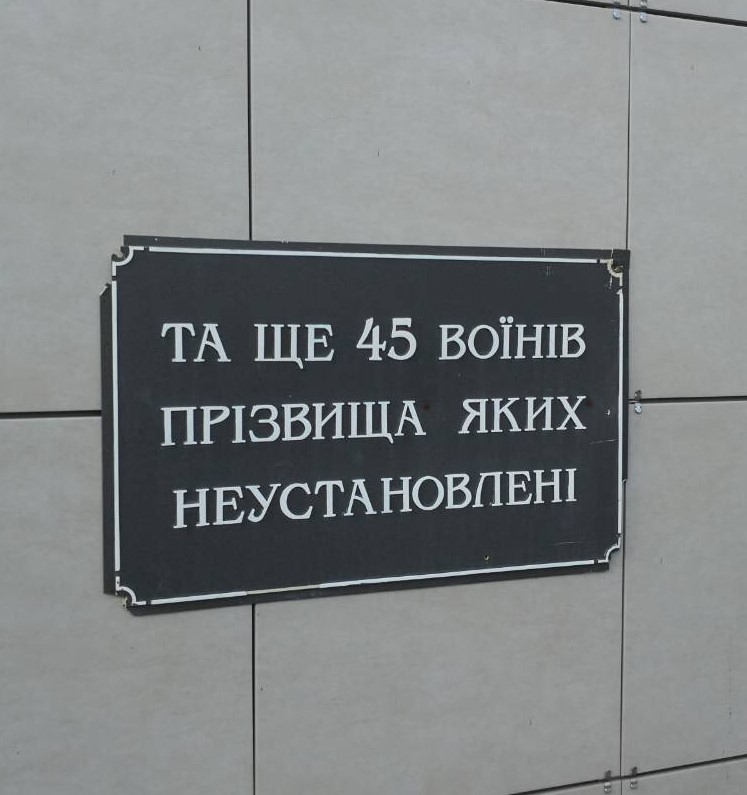 ТА ЩЕ 45 ВОЇНІВ
ПРІЗВИЩА ЯКИХ
НЕУСТАНОВЛЕНІ